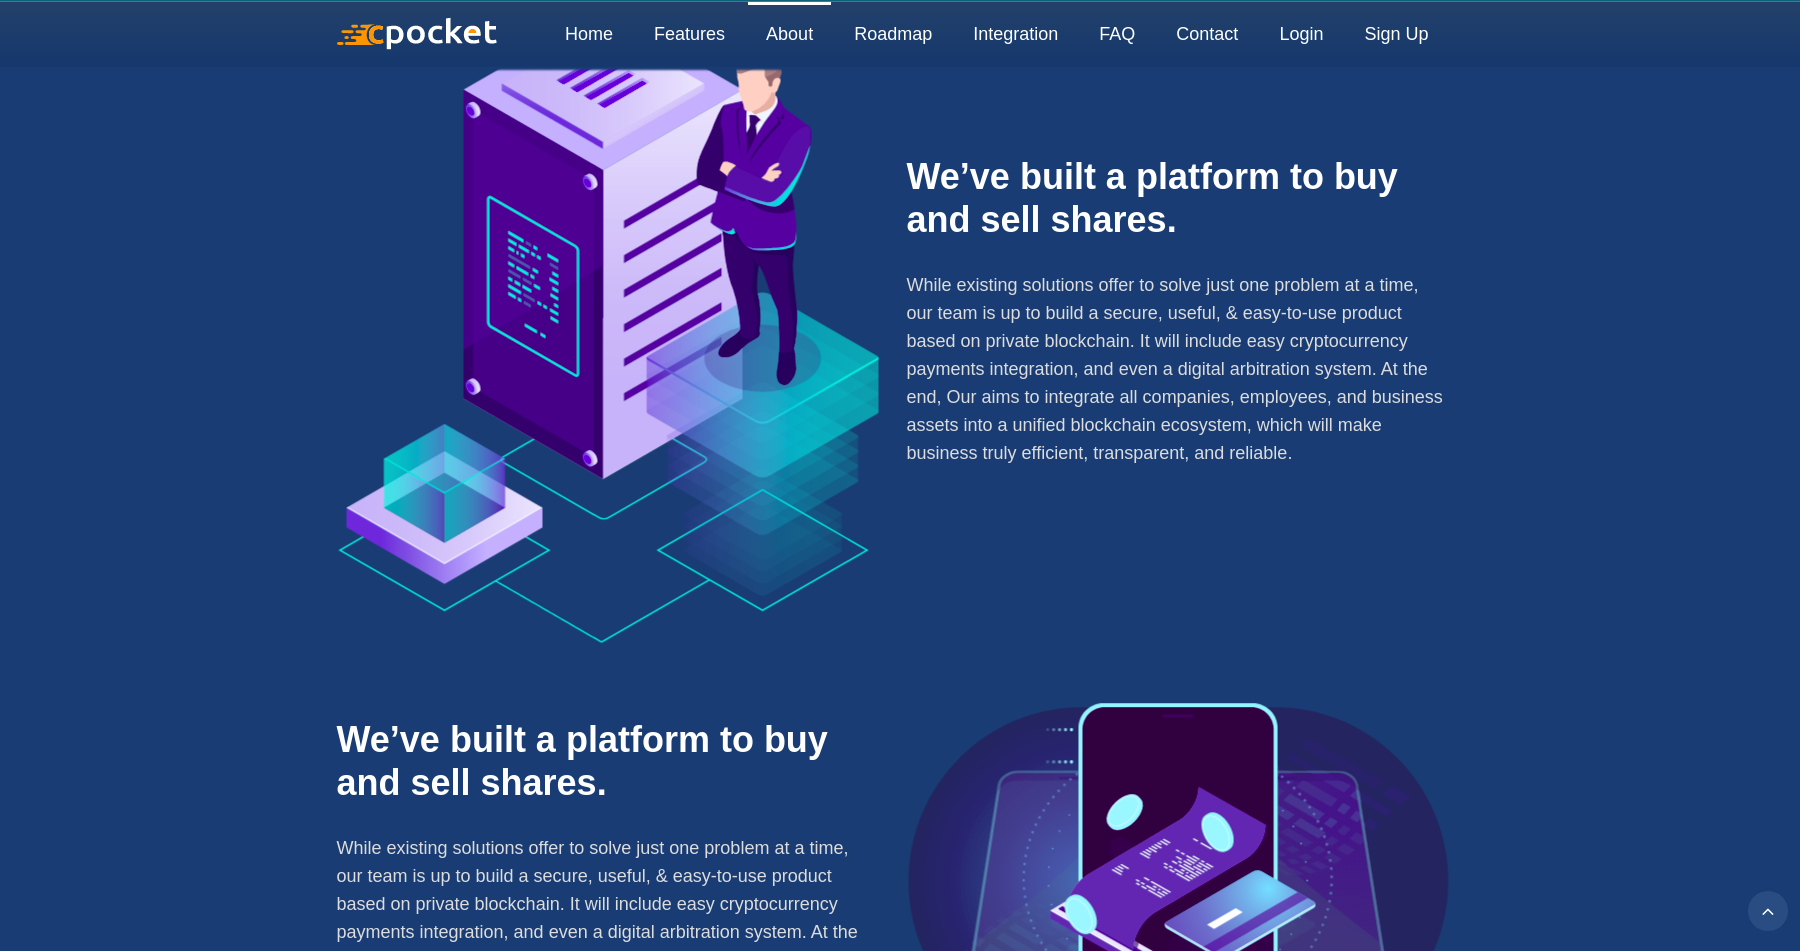 cpocket
Home Features About Roadmap Integration FAQ Contact Login Sign Up
We’ve built a platform to buy
and sell shares.
While existing solutions offer to solve just one problem at a time,
our team is up to build a secure, useful, & easy-to-use product
based on private blockchain. It will include easy cryptocurrency
payments integration, and even a digital arbitration system. At the
end, Our aims to integrate all companies, employees, and business
assets into a unified blockchain ecosystem, which will make
business truly efficient, transparent, and reliable.
We’ve built a platform to buy
and sell shares.
While existing solutions offer to solve just one problem at a time,
our team is up to build a secure, useful, & easy-to-use product
based on private blockchain. It will include easy cryptocurrency
payments integration, and even a digital arbitration system. At the